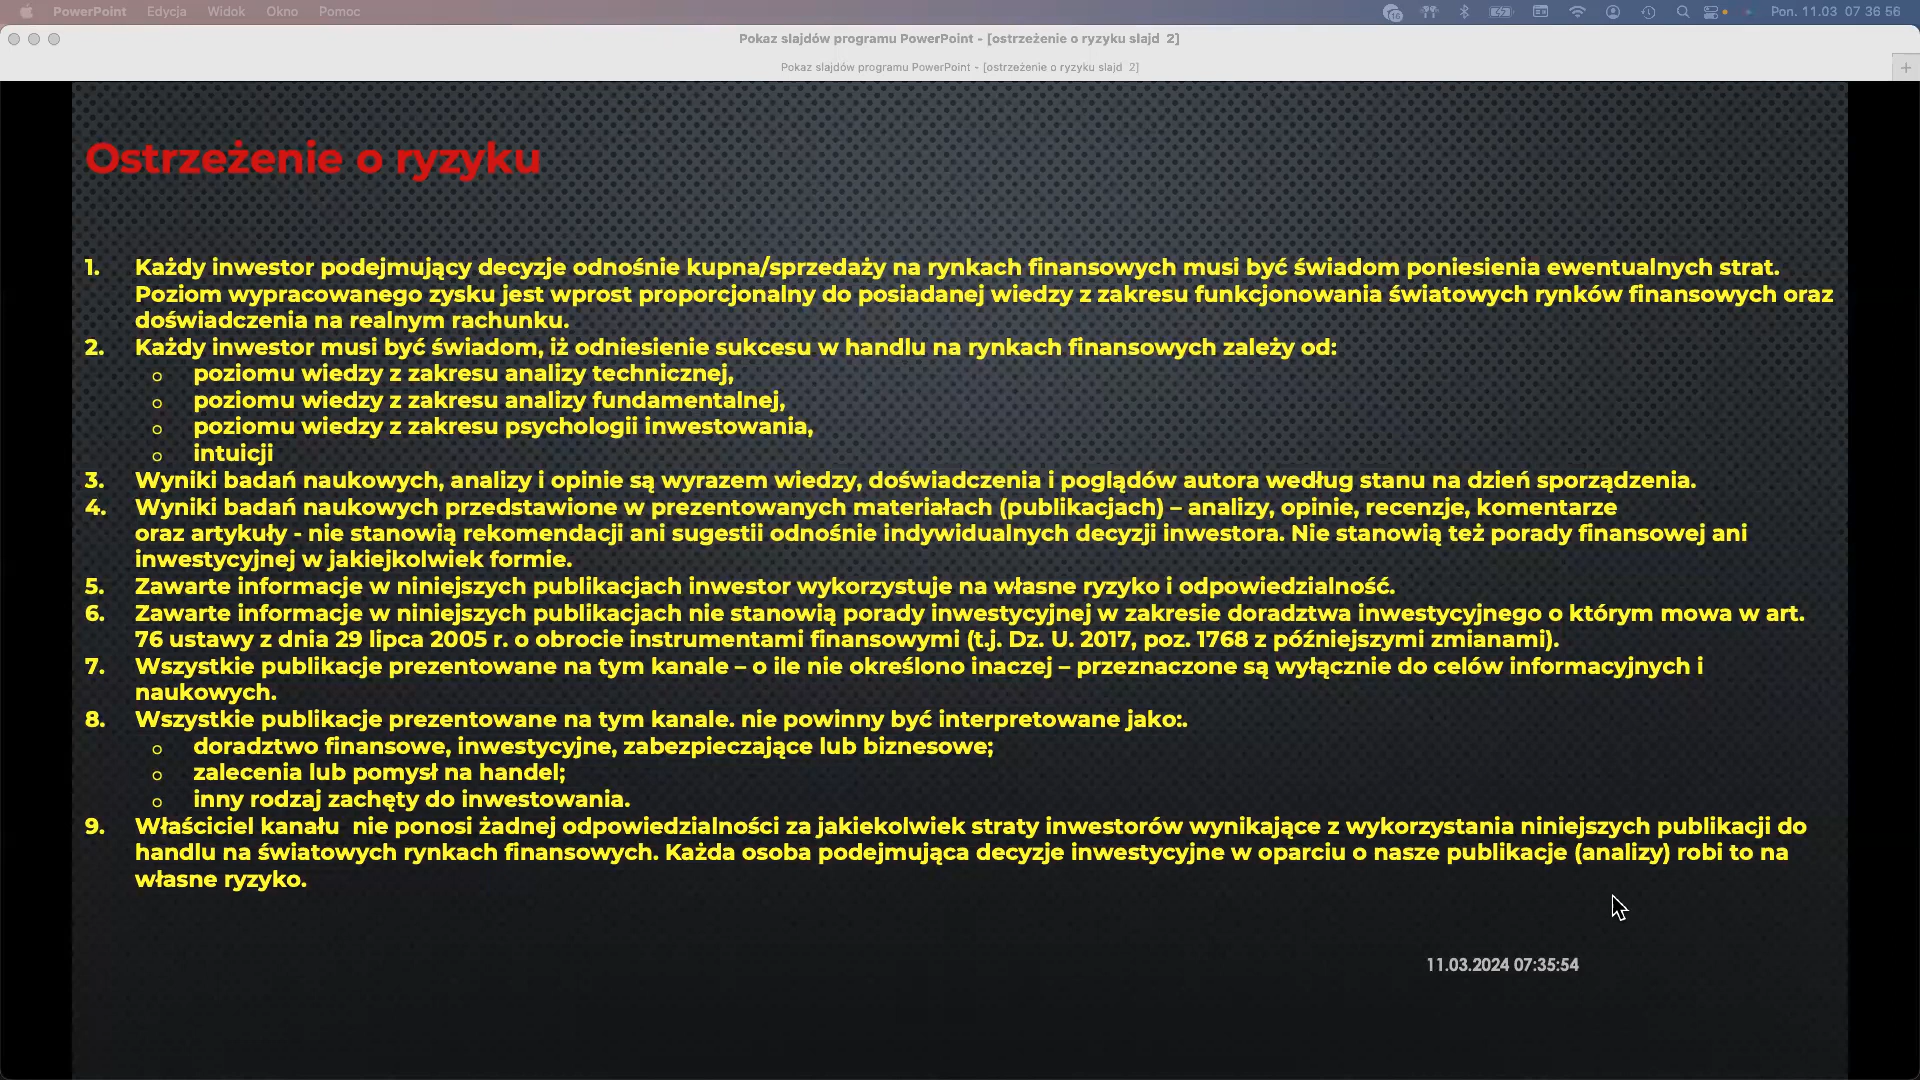 PowerPoint Edycja Widok Okno Pomoc
16
Pon. 11.03 07 36 56
Pokaz slajdów programu PowerPoint - [ostrzeżenie o ryzyku slajd 2]
Pokaz slajdów programu PowerPoint - [ostrzeżenie o ryzyku slajd 2]
Ostrzeżenie o ryzyku
1. Każdy inwestor podejmujący decyzje odnośnie kupna/sprzedaży na rynkach finansowych musi być świadom poniesienia ewentualnych strat.
Poziom wypracowanego zysku jest wprost proporcjonalny do posiadanej wiedzy z zakresu funkcjonowania światowych rynków finansowych oraz
doświadczenia na realnym rachunku.
2. Każdy inwestor musi być świadom, iż odniesienie sukcesu w handlu na rynkach finansowych zależy od:
o poziomu wiedzy z zakresu analizy technicznej,
o poziomu wiedzy z zakresu analizy fundamentalnej,
o poziomu wiedzy z zakresu psychologii inwestowania,
o intuicji
3. Wyniki badań naukowych, analizy i opinie są wyrazem wiedzy, doświadczenia i poglądów autora według stanu na dzień sporządzenia.
4. Wyniki badań naukowych przedstawione w prezentowanych materiałach (publikacjach) – analizy, opinie, recenzje, komentarze
oraz artykuły - nie stanowią rekomendacji ani sugestii odnośnie indywidualnych decyzji inwestora. Nie stanowią też porady finansowej ani
inwestycyjnej w jakiejkolwiek formie.
5. Zawarte informacje w niniejszych publikacjach inwestor wykorzystuje na własne ryzyko i odpowiedzialność.
6. Zawarte informacje w niniejszych publikacjach nie stanowią porady inwestycyjnej w zakresie doradztwa inwestycyjnego o którym mowa w art.
76 ustawy z dnia 29 lipca 2005 r. o obrocie instrumentami finansowymi (t.j. Dz. U. 2017, poz. 1768 z późniejszymi zmianami).
7. Wszystkie publikacje prezentowane na tym kanale – o ile nie określono inaczej – przeznaczone są wyłącznie do celów informacyjnych i
naukowych.
8. Wszystkie publikacje prezentowane na tym kanale. nie powinny być interpretowane jako:.
o doradztwo finansowe, inwestycyjne, zabezpieczające lub biznesowe;
o zalecenia lub pomysł na handel;
o inny rodzaj zachęty do inwestowania.
9. Właściciel kanału nie ponosi żadnej odpowiedzialności za jakiekolwiek straty inwestorów wynikające z wykorzystania niniejszych publikacji do
handlu na światowych rynkach finansowych. Każda osoba podejmująca decyzje inwestycyjne w oparciu o nasze publikacje (analizy) robi to na
własne ryzyko.
11.03.2024 07:35:54